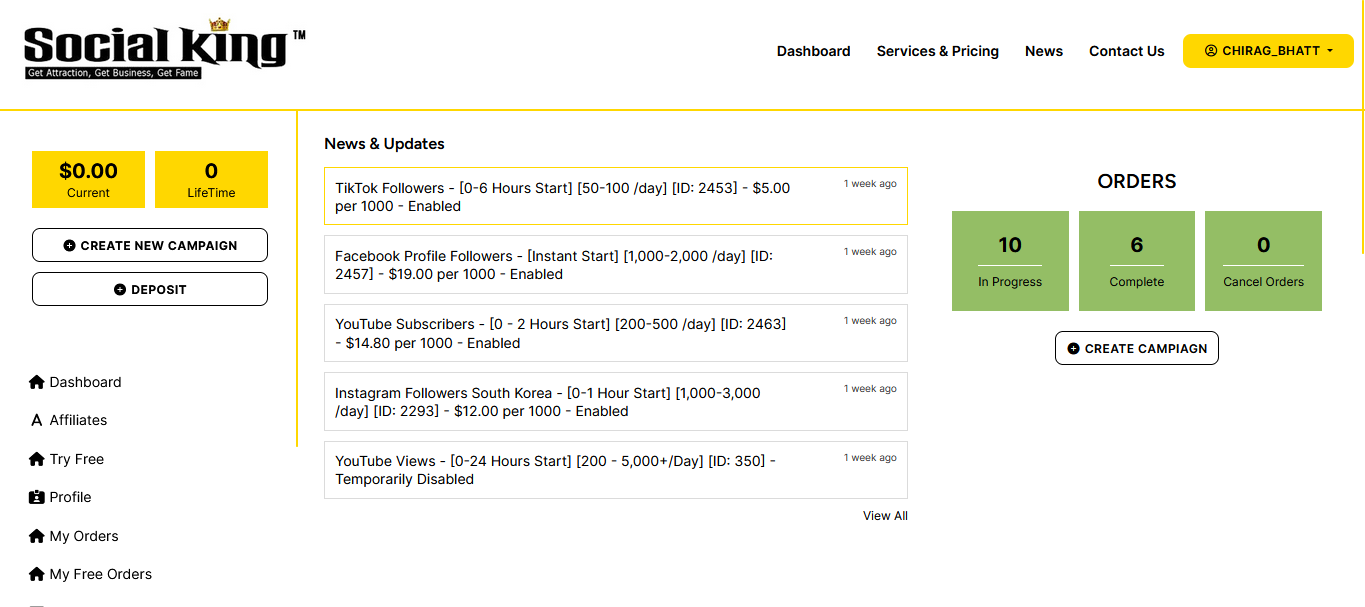 Social King ™
Get Attraction, Get Business, Get Fame
Dashboard
Services & Pricing
News
Contact Us
CHIRAG_BHATT
$0.00
Current
0
LifeTime
CREATE NEW CAMPAIGN
DEPOSIT
Dashboard
Affiliates
Try Free
Profile
My Orders
My Free Orders
News & Updates
TikTok Followers - [0-6 Hours Start] [50-100 /day] [ID: 2453] - $5.00
per 1000 - Enabled
1 week ago
Facebook Profile Followers - [Instant Start] [1,000-2,000 /day] [ID:
2457] - $19.00 per 1000 - Enabled
1 week ago
YouTube Subscribers - [0 - 2 Hours Start] [200-500 /day] [ID: 2463]
- $14.80 per 1000 - Enabled
1 week ago
Instagram Followers South Korea - [0-1 Hour Start] [1,000-3,000
/day] [ID: 2293] - $12.00 per 1000 - Enabled
1 week ago
YouTube Views - [0-24 Hours Start] [200 - 5,000+/Day] [ID: 350] -
Temporarily Disabled
1 week ago
View All
ORDERS
10
In Progress
6
Complete
0
Cancel Orders
CREATE CAMPIAGN